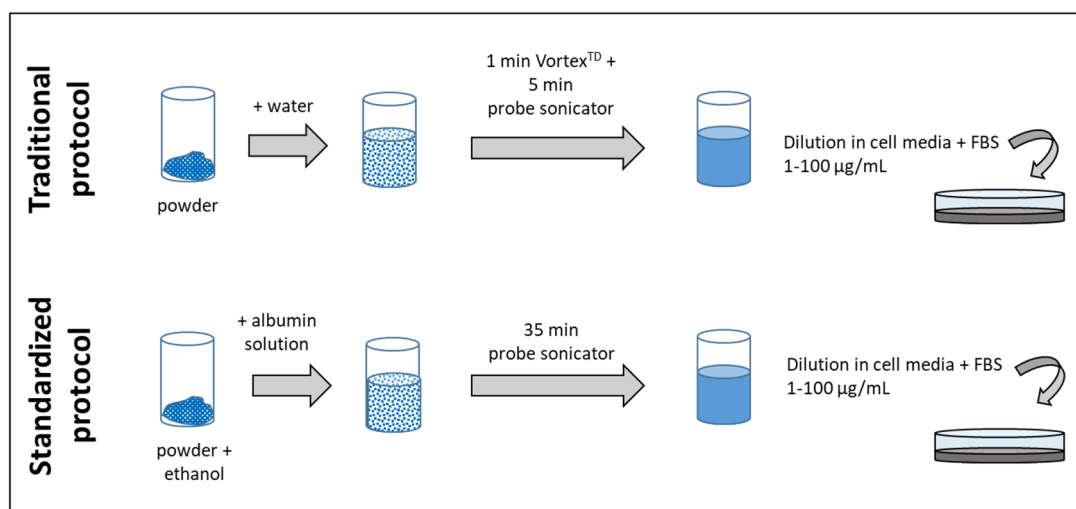 Traditional
protocol
powder
+ water
1 min Vortexᵀᴰ +
5 min
probe sonicator
Dilution in cell media + FBS
1-100 µg/mL
Standardized
protocol
powder +
ethanol
+ albumin
solution
35 min
probe sonicator
Dilution in cell media + FBS
1-100 µg/mL